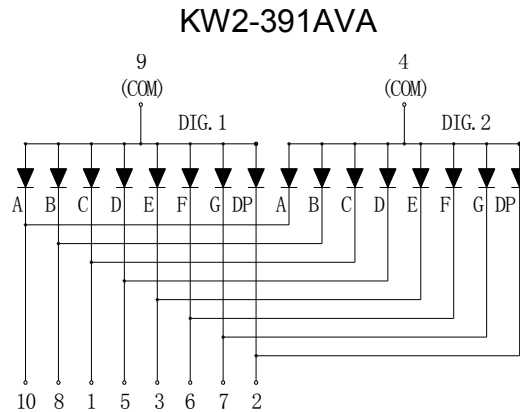 KW2-391AVA
9 4
(COM) (COM)
DIG.1 DIG.2
A B C D E F G DP A B C D E F G DP
10 8 1 5 3 6 7 2